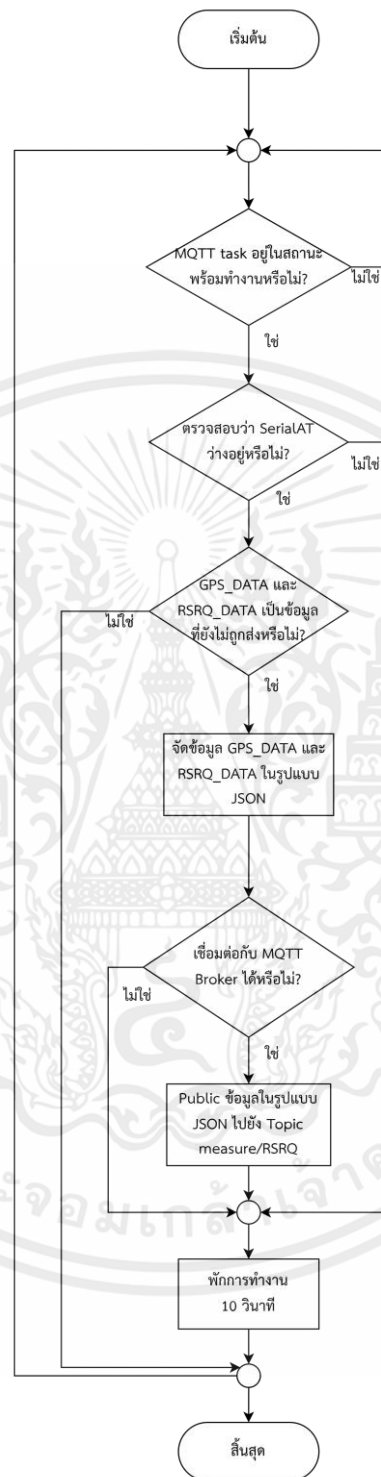 เริ่มต้น
MQTT task อยู่ในสถานะ
พร้อมทำงานหรือไม่?
ไม่ใช่
ใช่
ตรวจสอบว่า SerialAT
ว่างอยู่หรือไม่?
ไม่ใช่
ใช่
GPS_DATA และ
RSRQ_DATA เป็นข้อมูล
ที่ยังไม่ถูกส่งหรือไม่?
ไม่ใช่
ใช่
จัดข้อมูล GPS_DATA และ
RSRQ_DATA ในรูปแบบ
JSON
เชื่อมต่อกับ MQTT
Broker ได้หรือไม่?
ไม่ใช่
ใช่
Public ข้อมูลในรูปแบบ
JSON ไปยัง Topic
measure/RSRQ
พักการทำงาน
10 วินาที
สิ้นสุด